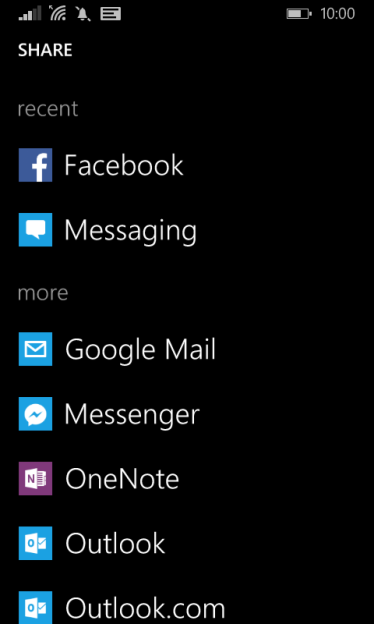 10:00
SHARE
recent
Facebook
Messaging
more
Google Mail
Messenger
OneNote
Outlook
Outlook.com